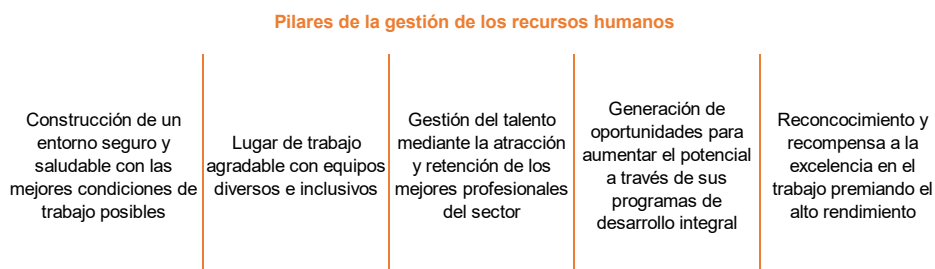 Pilares de la gestión de los recursos humanos
Construcción de un
entorno seguro y
saludable con las
mejores condiciones de
trabajo posibles
Lugar de trabajo
agradable con equipos
diversos e inclusivos
Gestión del talento
mediante la atracción
y retención de los
mejores profesionales
del sector
Generación de
oportunidades para
aumentar el potencial
a través de sus
programas de
desarrollo integral
Reconcocimiento y
recompensa a la
excelencia en el
trabajo premiando el
alto rendimiento